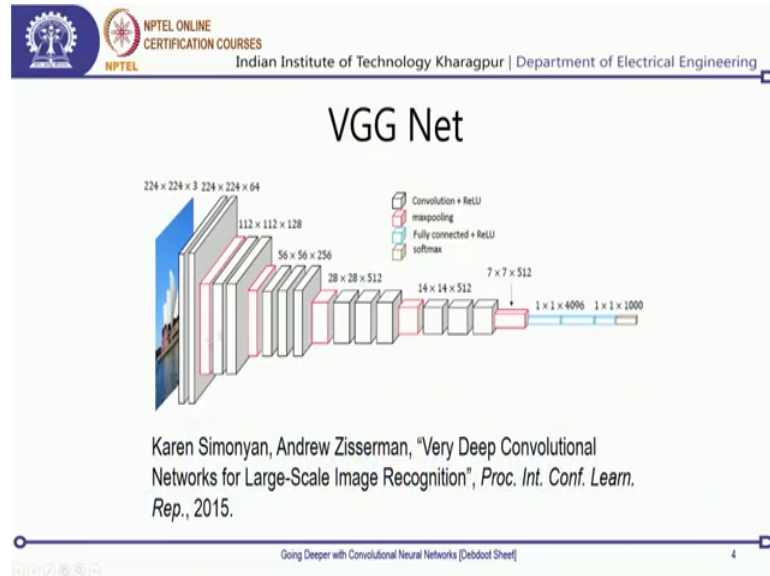 NPTEL ONLINE
CERTIFICATION COURSES
NPTEL
Indian Institute of Technology Kharagpur | Department of Electrical Engineering
VGG Net
224 × 224 × 3 224 × 224 × 64
112 × 112 × 128
56 × 56 × 256
28 × 28 × 512
14 × 14 × 512
7 × 7 × 512
1 × 1 × 4096 1 × 1 × 1000
Convolution + ReLU
maxpooling
Fully connected + ReLU
softmax
Karen Simonyan, Andrew Zisserman, “Very Deep Convolutional
Networks for Large-Scale Image Recognition”, Proc. Int. Conf. Learn.
Rep., 2015.
Going Deeper with Convolutional Neural Networks [Debdoot Sheet]
4